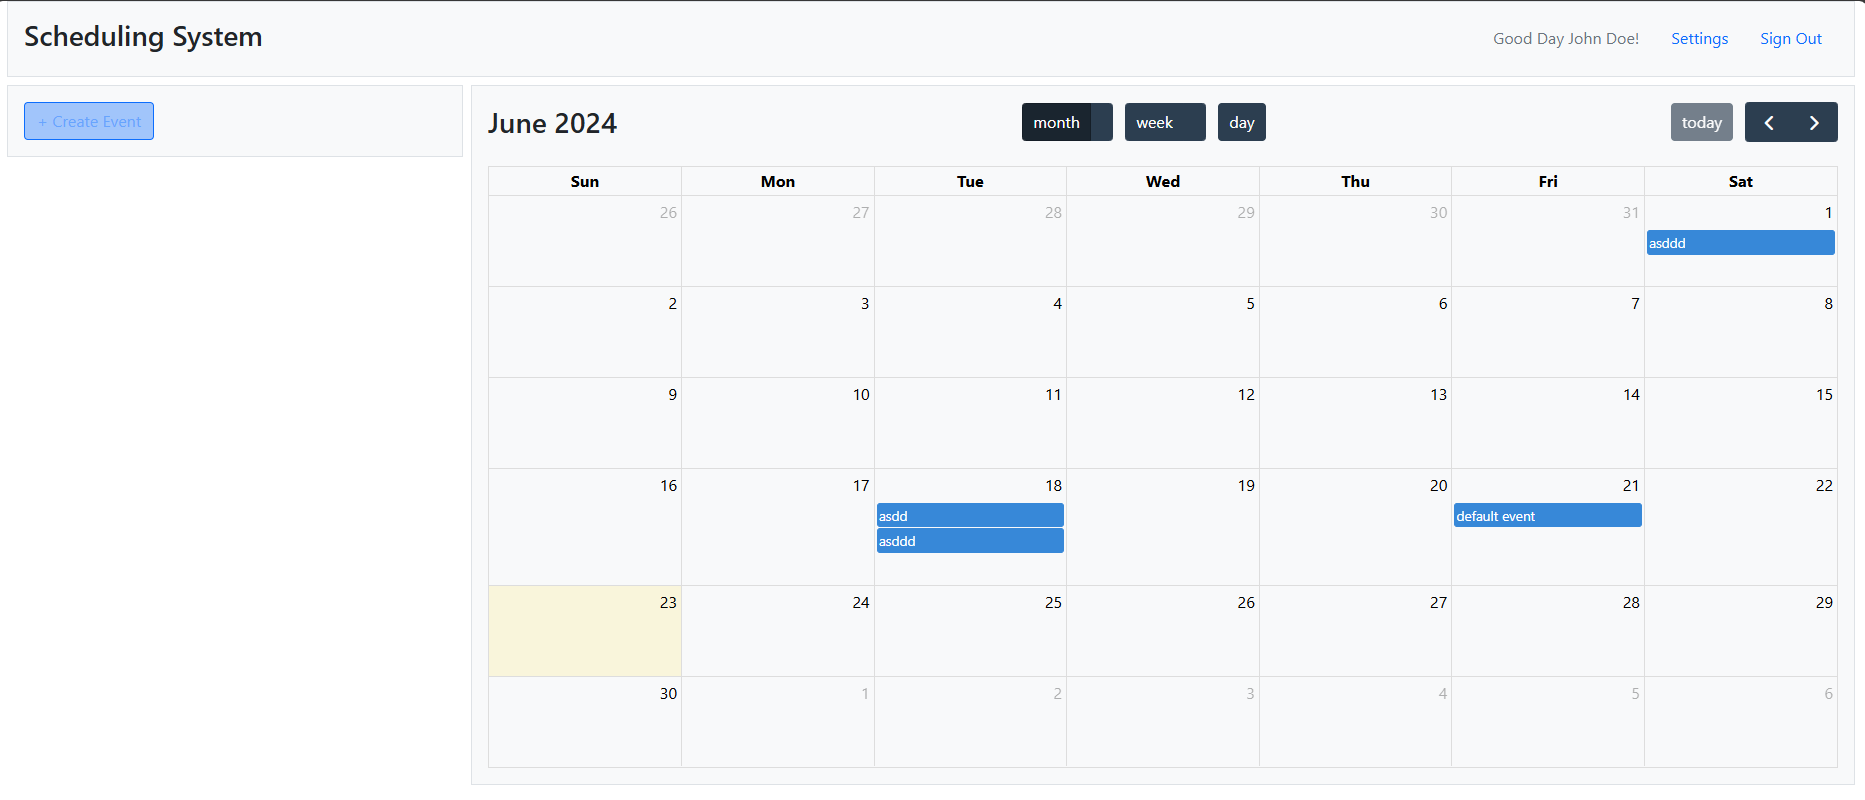 Scheduling System
Good Day John Doe! Settings Sign Out
+ Create Event
June 2024
month week day
today
Sun Mon Tue Wed Thu Fri Sat
26 27 28 29 30 31 1
asddd
2 3 4 5 6 7 8
9 10 11 12 13 14 15
16 17 18 19 20 21 22
asdd default event
asddd
23 24 25 26 27 28 29
30 1 2 3 4 5 6